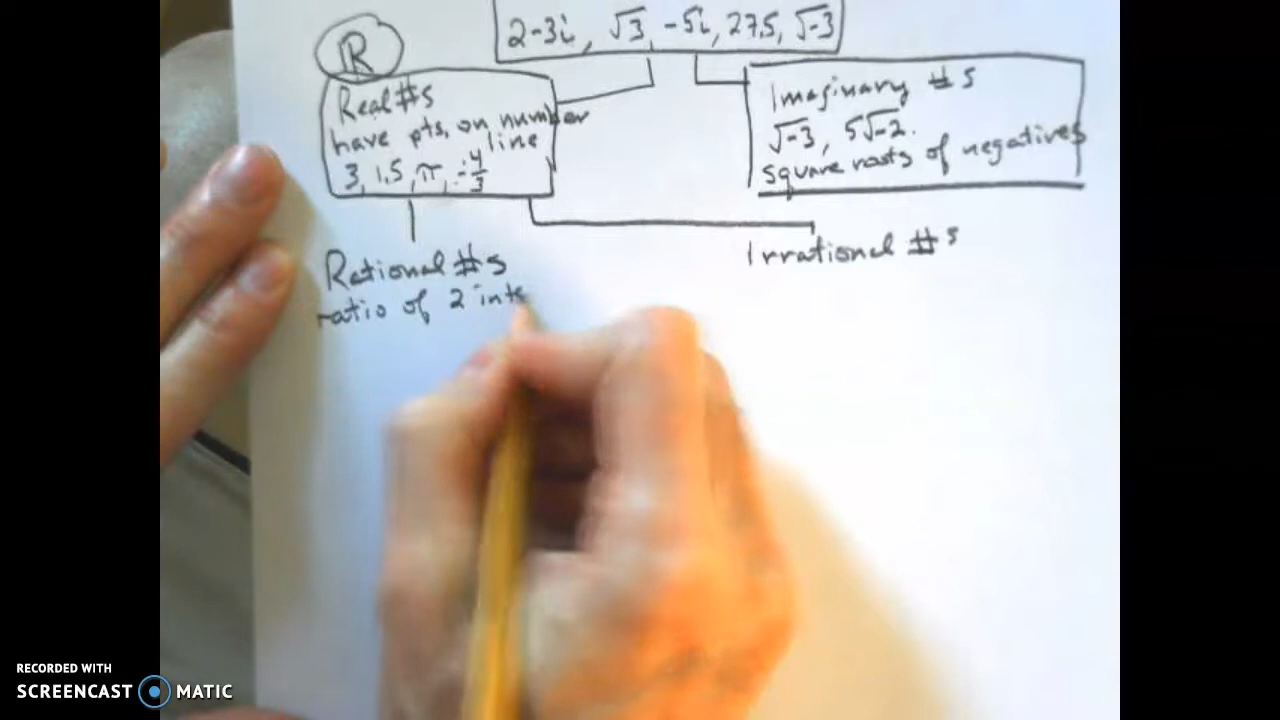 2-3i, √3, -5i, 27.5, √-3
R
Real #s
have pts. on number
line
3, 1.5, π, -4/3
Imaginary #s
√-3, 5√-2.
square roots of negatives
Rational #s
ratio of 2 inte
Irrational #s
RECORDED WITH
SCREENCAST MATIC